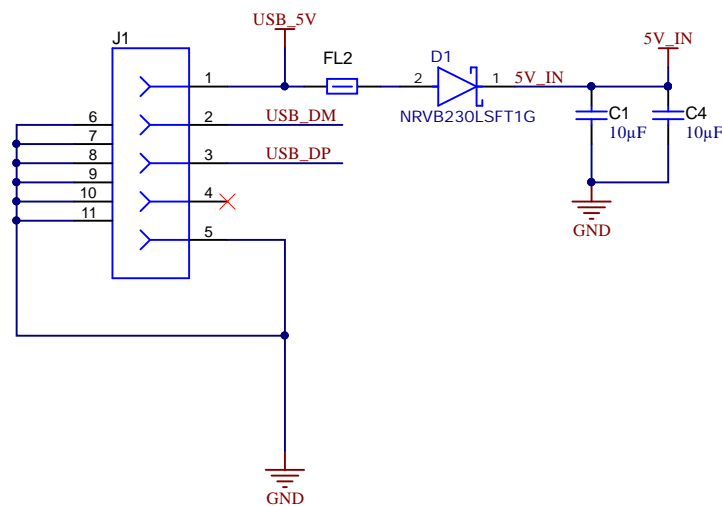 USB_5V
5V_IN
J1
FL2
D1
1
2
1
5V_IN
NRVB230LSFT1G
C1
10µF
C4
10µF
6
2
USB_DM
7
8
3
USB_DP
9
10
4
11
5
GND
GND